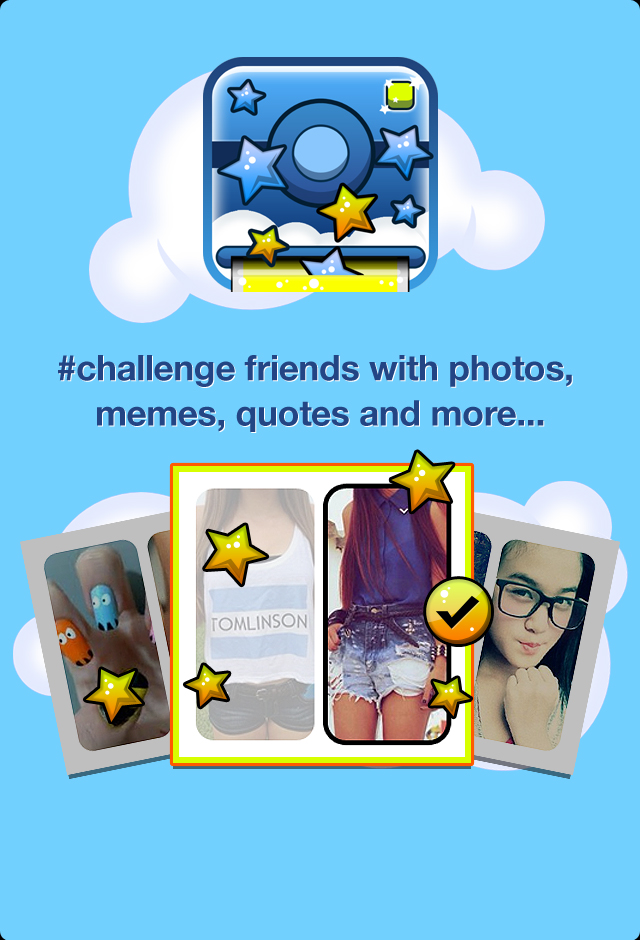 #challenge friends with photos,
memes, quotes and more...
TOMLINSON